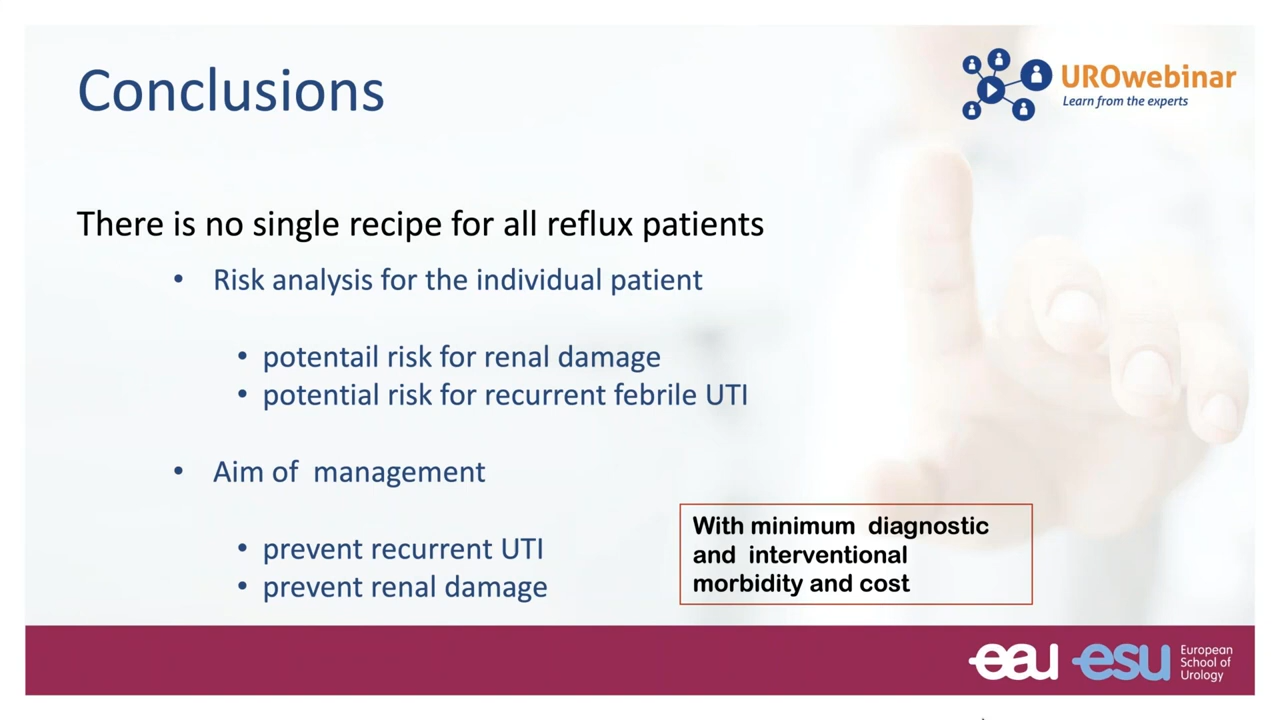 Conclusions
UROwebinar
Learn from the experts
There is no single recipe for all reflux patients
• Risk analysis for the individual patient
• potentail risk for renal damage
• potential risk for recurrent febrile UTI
• Aim of  management
• prevent recurrent UTI
• prevent renal damage
With minimum  diagnostic
and  interventional
morbidity and cost
eau esu
European
School of
Urology